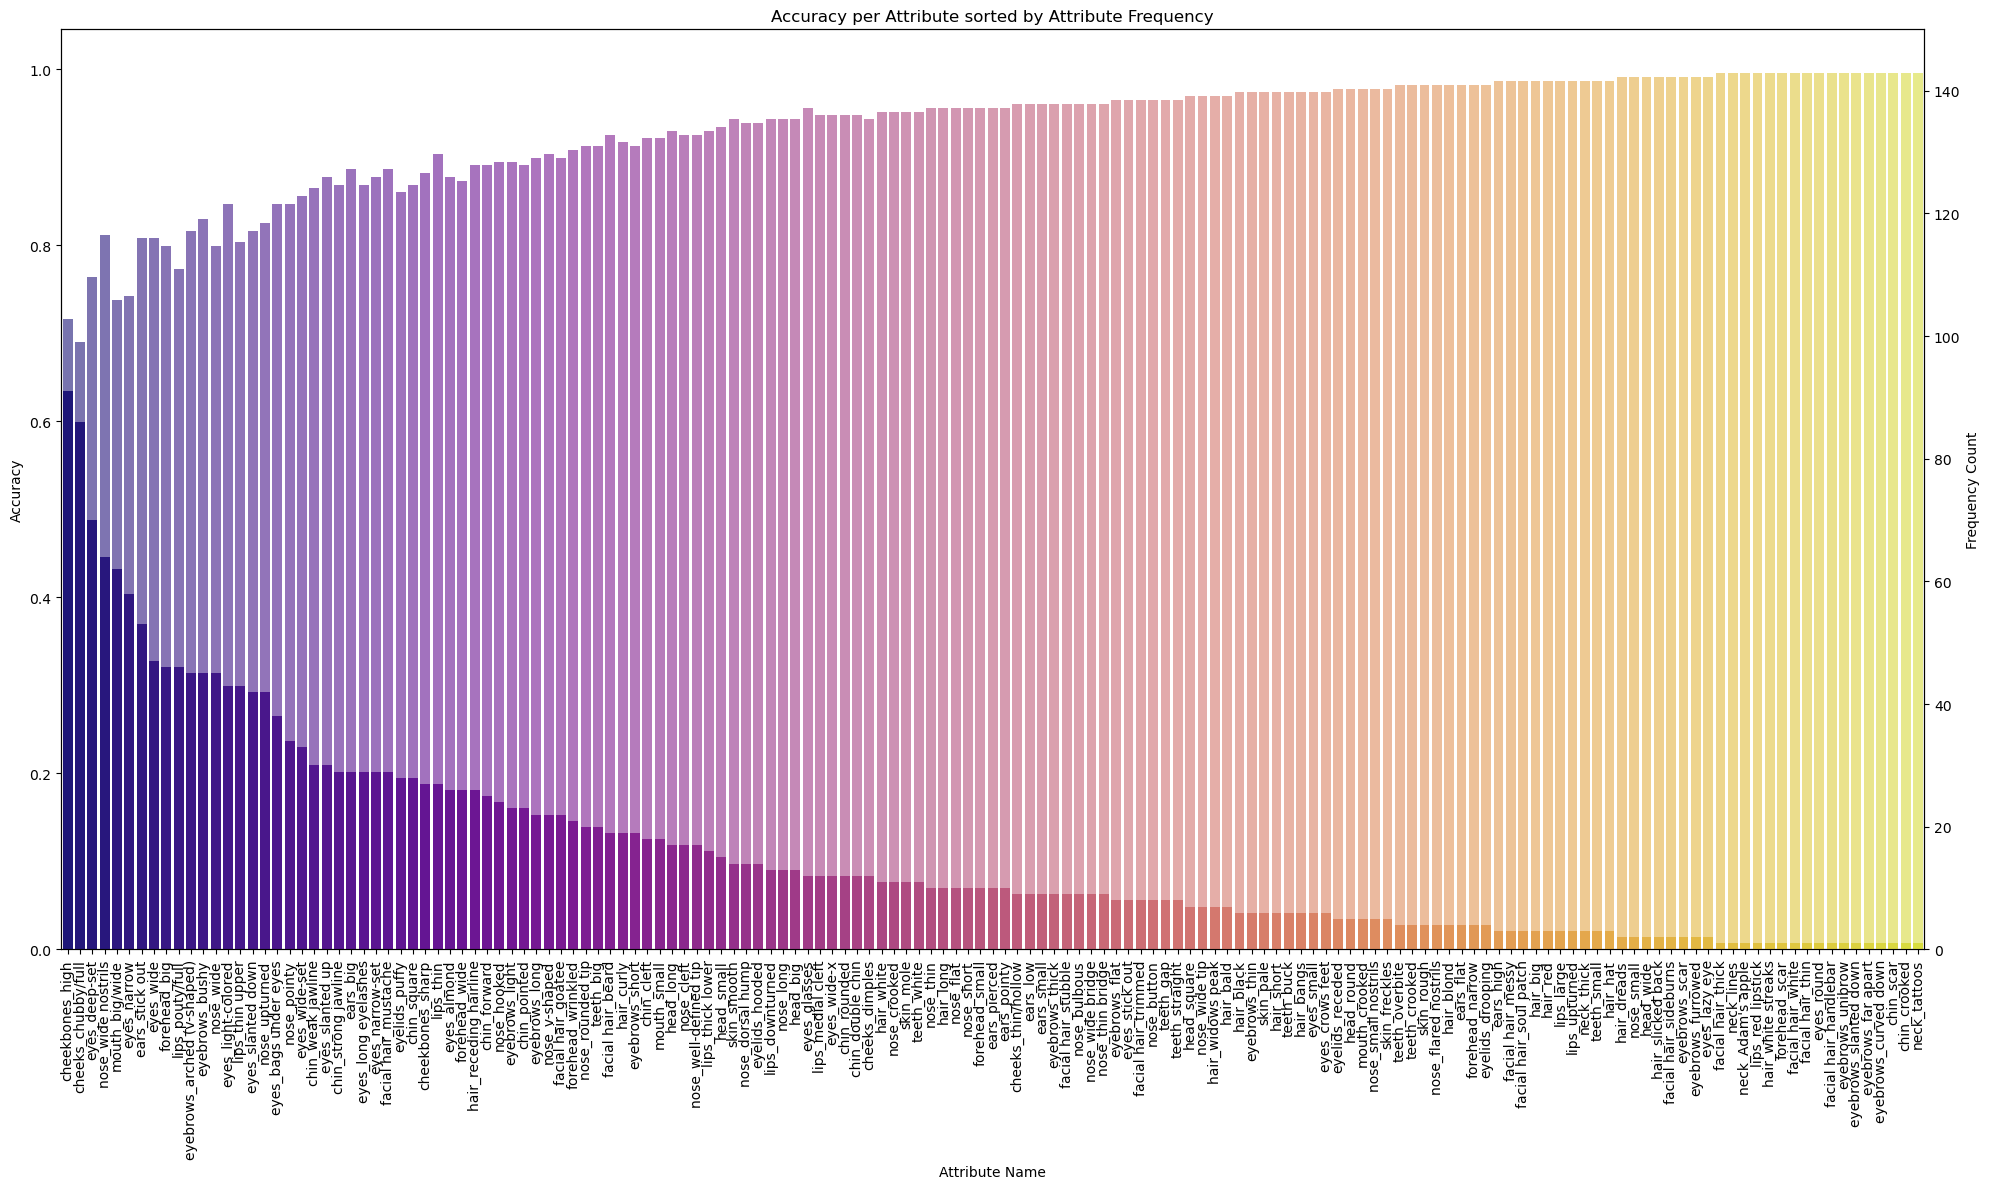 Accuracy per Attribute sorted by Attribute Frequency
Accuracy
1.0
0.8
0.6
0.4
0.2
0.0
Frequency Count
140
120
100
80
60
40
20
0
cheekbones_high
cheeks_chubby/full
eyes_deep-set
nose_wide nostrils
mouth_big/wide
eyes_narrow
ears_stick out
eyes_wide
forehead_big
lips_pouty/full
eyebrows_arched (v-shaped)
eyebrows_bushy
nose_wide
eyes_light-colored
lips_thin upper
eyes_slanted down
nose_upturned
eyes_bags under eyes
nose_pointy
eyes_wide-set
chin_weak jawline
eyes_slanted up
chin_strong jawline
ears_big
eyes_long eyelashes
eyes_narrow-set
facial hair_mustache
eyelids_puffy
chin_square
cheekbones_sharp
lips_thin
eyes_almond
forehead_wide
hair_receding hairline
chin_forward
nose_hooked
eyebrows_light
chin_pointed
eyebrows_long
nose_v-shaped
facial hair_goatee
forehead_wrinkled
nose_rounded tip
teeth_big
facial hair_beard
hair_curly
eyebrows_short
chin_cleft
mouth_small
head_long
nose_cleft
nose_well-defined tip
lips_thick lower
head_small
skin_smooth
nose_dorsal hump
eyelids_hooded
lips_downturned
nose_long
head_big
eyes_glasses
lips_medial cleft
eyes_wide-x
chin_rounded
chin_double chin
cheeks_dimples
hair_white
nose_crooked
skin_mole
teeth_white
nose_thin
hair_long
nose_flat
nose_short
forehead_small
ears_pierced
ears_pointy
cheeks_thin/hollow
ears_low
ears_small
eyebrows_thick
facial hair_stubble
nose_bulbous
nose_wide bridge
nose_thin bridge
eyebrows_flat
eyes_stick out
facial hair_trimmed
nose_button
teeth_gap
teeth_straight
head_square
nose_wide tip
hair_widows peak
hair_bald
hair_black
eyebrows_thin
skin_pale
hair_short
teeth_buck
hair_bangs
eyes_small
eyes_crows feet
eyelids_receded
head_round
mouth_crooked
nose_small nostrils
skin_freckles
teeth_overbite
teeth_crooked
skin_rough
nose_flared nostrils
hair_blond
ears_flat
forehead_narrow
eyelids_drooping
ears_high
facial hair_messy
facial hair_soul patch
hair_big
hair_red
lips_large
lips_upturned
neck_thick
teeth_small
hair_hat
hair_dreads
nose_small
head_wide
hair_slicked back
facial hair_sideburns
eyebrows_scar
eyebrows_furrowed
eyes_lazy eye
facial hair_thick
neck_lines
neck_Adam's apple
lips_red lipstick
hair_white streaks
forehead_scar
facial hair_white
facial hair_thin
eyes_round
facial hair_handlebar
eyebrows_unibrow
eyebrows_slanted down
eyebrows_far apart
eyebrows_curved down
chin_scar
chin_crooked
neck_tattoos
Attribute Name